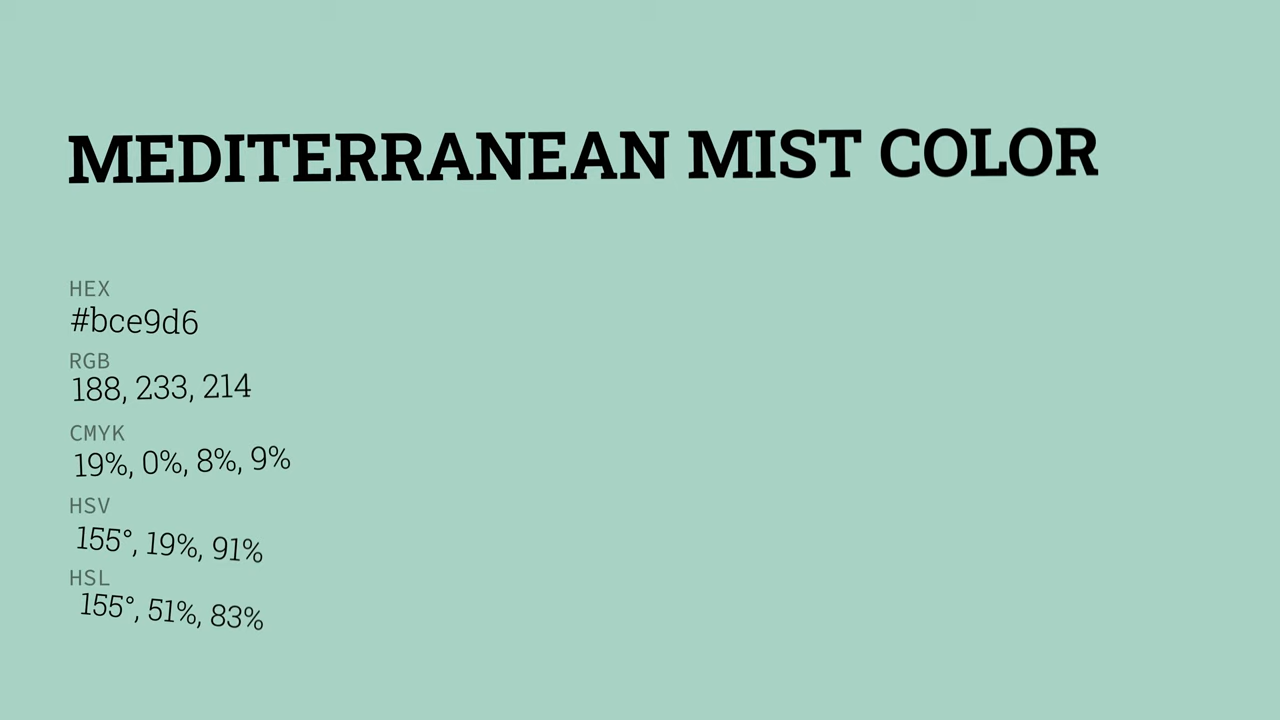 MEDITERRANEAN MIST COLOR
HEX
#bce9d6
RGB
188, 233, 214
CMYK
19%, 0%, 8%, 9%
HSV
155°, 19%, 91%
HSL
155°, 51%, 83%